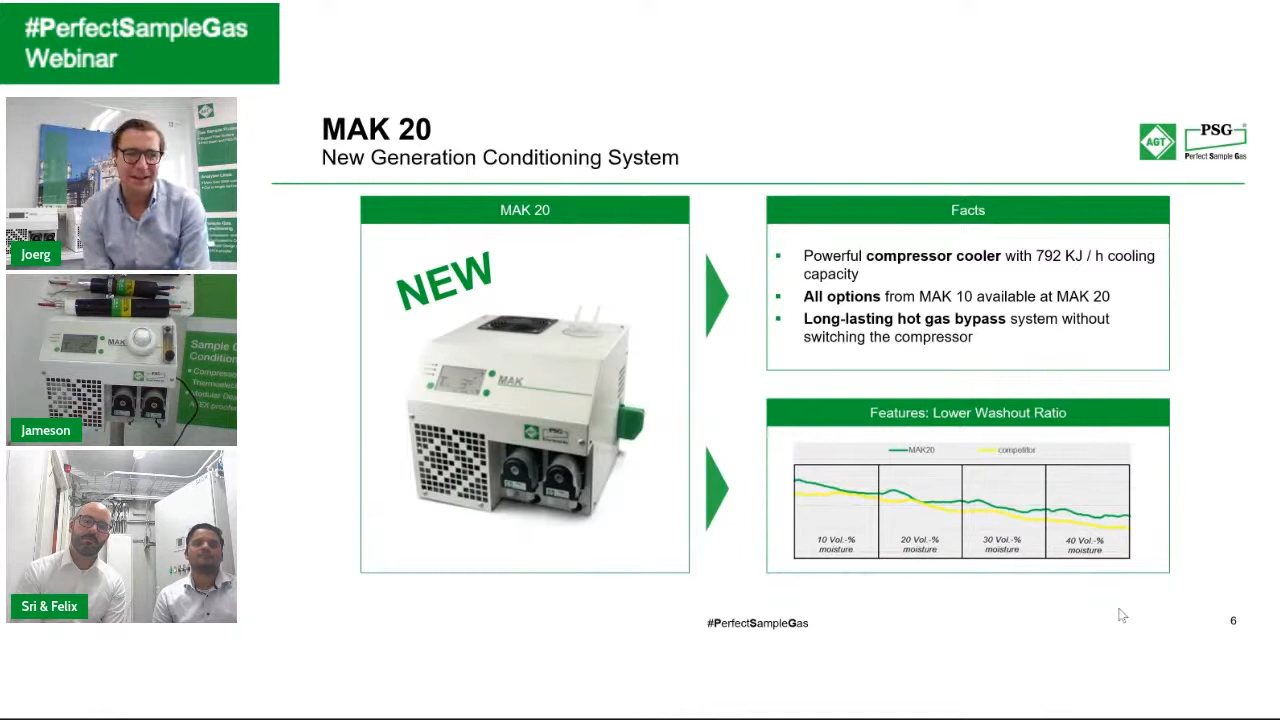 #PerfectSampleGas
Webinar
MAK 20
New Generation Conditioning System
AGT
PSG
Perfect Sample Gas
Joerg
Jameson
Sri & Felix
MAK 20
NEW
MAK
Facts
Powerful compressor cooler with 792 KJ / h cooling
capacity
All options from MAK 10 available at MAK 20
Long-lasting hot gas bypass system without
switching the compressor
Features: Lower Washout Ratio
MAK20
competitor
10 Vol.-%
moisture
20 Vol.-%
moisture
30 Vol.-%
moisture
40 Vol.-%
moisture
#PerfectSampleGas
6